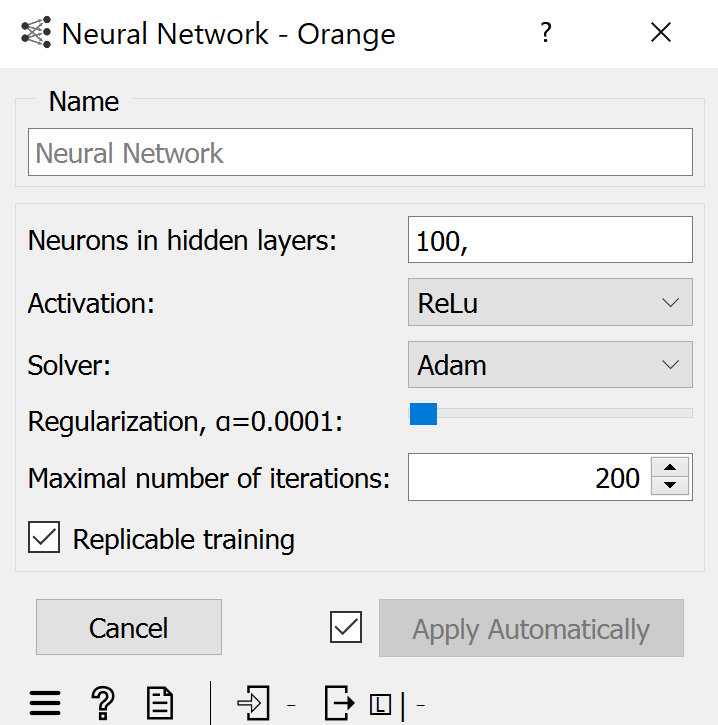 Neural Network - Orange ?
Name
Neural Network
Neurons in hidden layers: 100,
Activation: ReLu
Solver: Adam
Regularization, α=0.0001:
Maximal number of iterations: 200
Replicable training
Cancel Apply Automatically
? - L | -